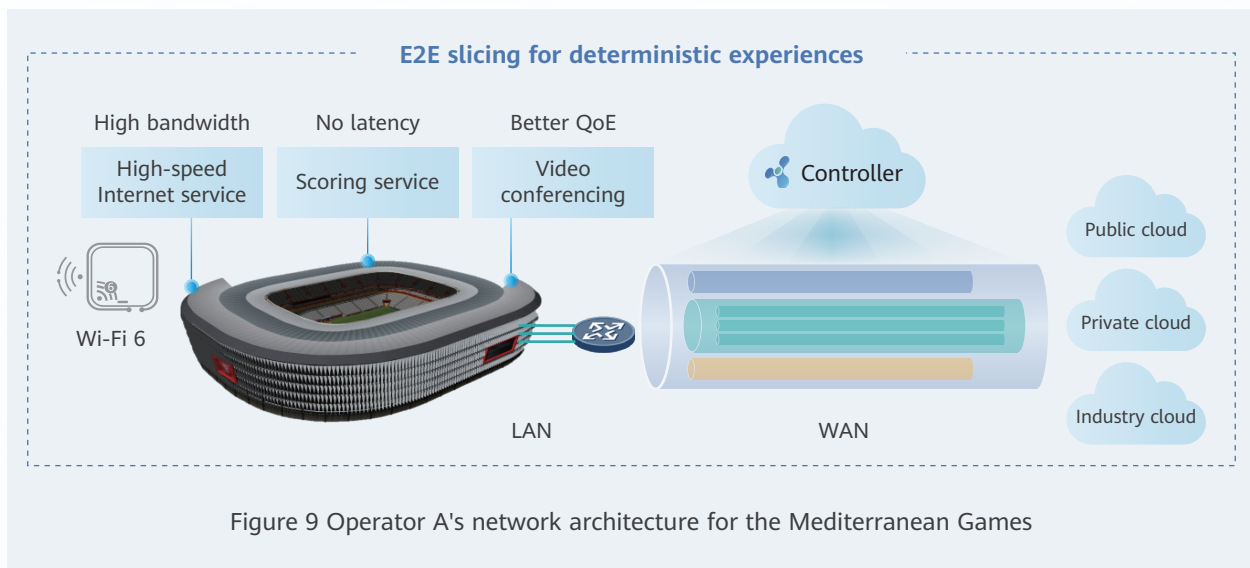 E2E slicing for deterministic experiences
High bandwidth
No latency
Better QoE
High-speed
Internet service
Scoring service
Video
conferencing
Controller
Public cloud
Private cloud
Industry cloud
6
Wi-Fi 6
LAN
WAN
Figure 9 Operator A's network architecture for the Mediterranean Games